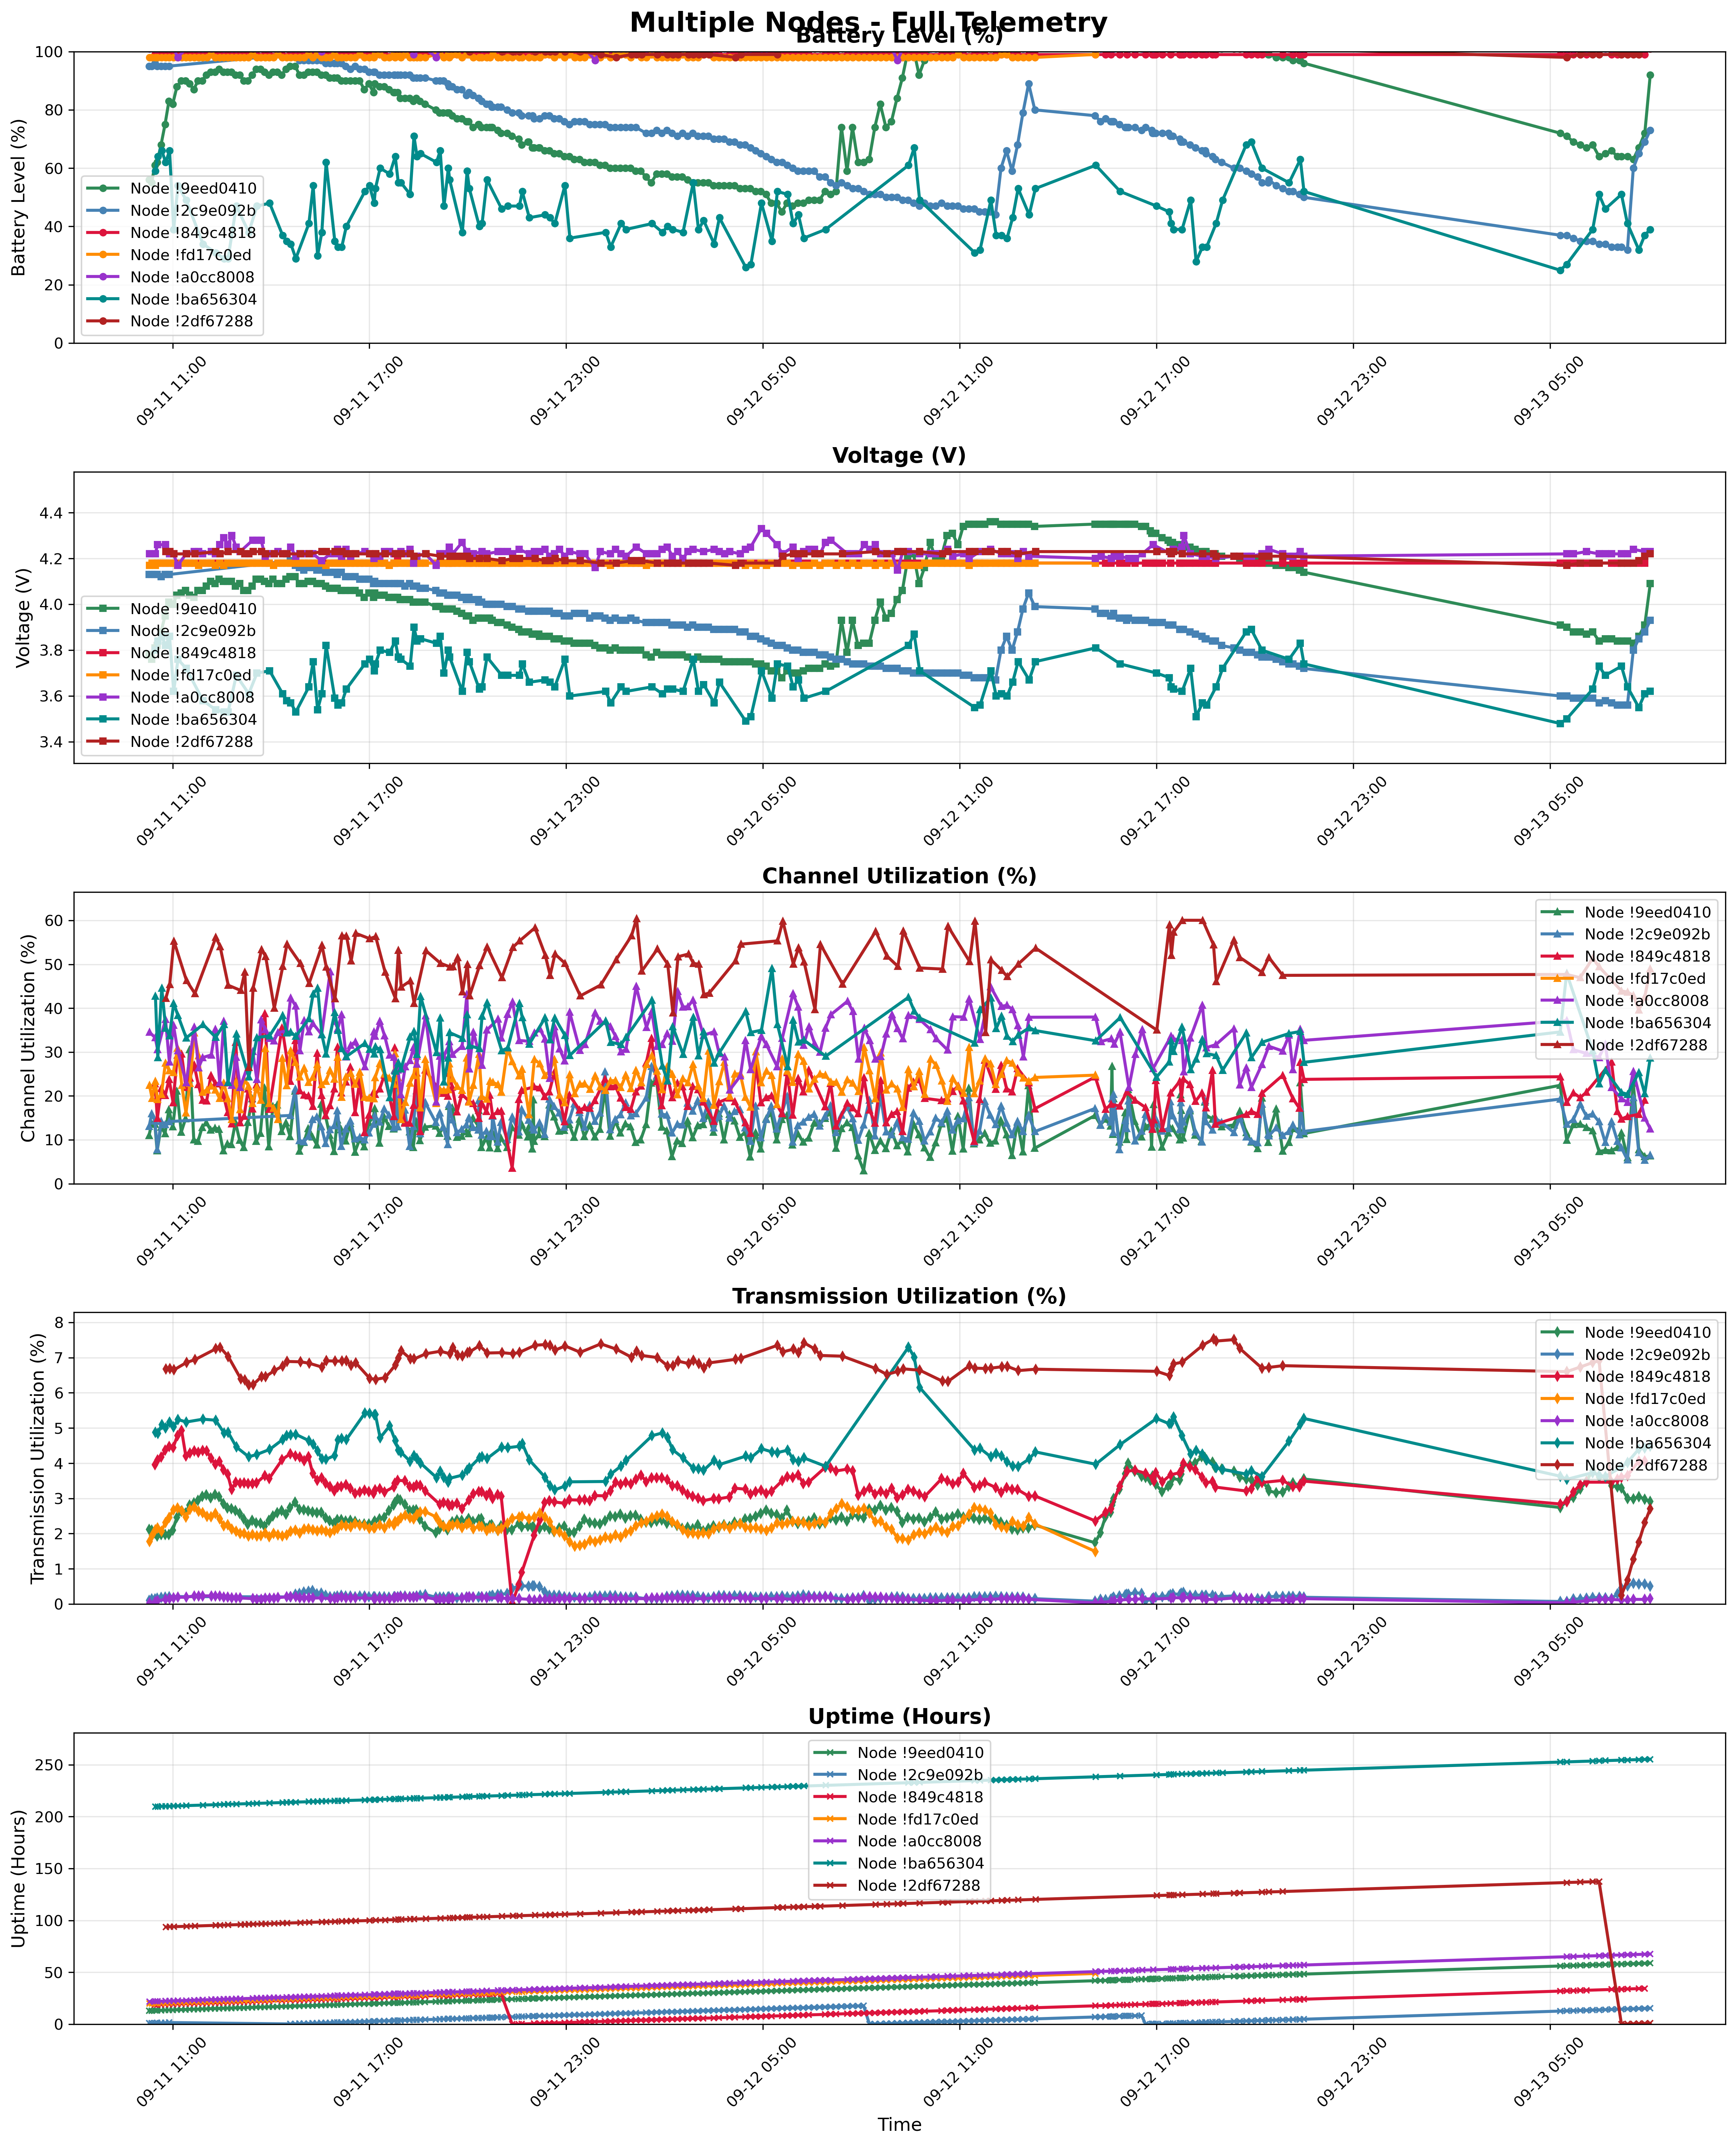 Multiple Nodes - Full Telemetry
Battery Level (%)
Battery Level (%)
100
80
60
40
20
0
Node !9eed0410
Node !2c9e092b
Node !849c4818
Node !fd17c0ed
Node !a0cc8008
Node !ba656304
Node !2df67288
09-11 11:00
09-11 17:00
09-11 23:00
09-12 05:00
09-12 11:00
09-12 17:00
09-12 23:00
09-13 05:00
Voltage (V)
Voltage (V)
4.4
4.2
4.0
3.8
3.6
3.4
Node !9eed0410
Node !2c9e092b
Node !849c4818
Node !fd17c0ed
Node !a0cc8008
Node !ba656304
Node !2df67288
09-11 11:00
09-11 17:00
09-11 23:00
09-12 05:00
09-12 11:00
09-12 17:00
09-12 23:00
09-13 05:00
Channel Utilization (%)
Channel Utilization (%)
60
50
40
30
20
10
0
Node !9eed0410
Node !2c9e092b
Node !849c4818
Node !fd17c0ed
Node !a0cc8008
Node !ba656304
Node !2df67288
09-11 11:00
09-11 17:00
09-11 23:00
09-12 05:00
09-12 11:00
09-12 17:00
09-12 23:00
09-13 05:00
Transmission Utilization (%)
Transmission Utilization (%)
8
7
6
5
4
3
2
1
0
Node !9eed0410
Node !2c9e092b
Node !849c4818
Node !fd17c0ed
Node !a0cc8008
Node !ba656304
Node !2df67288
09-11 11:00
09-11 17:00
09-11 23:00
09-12 05:00
09-12 11:00
09-12 17:00
09-12 23:00
09-13 05:00
Uptime (Hours)
Uptime (Hours)
250
200
150
100
50
0
Node !9eed0410
Node !2c9e092b
Node !849c4818
Node !fd17c0ed
Node !a0cc8008
Node !ba656304
Node !2df67288
09-11 11:00
09-11 17:00
09-11 23:00
09-12 05:00
09-12 11:00
09-12 17:00
09-12 23:00
09-13 05:00
Time